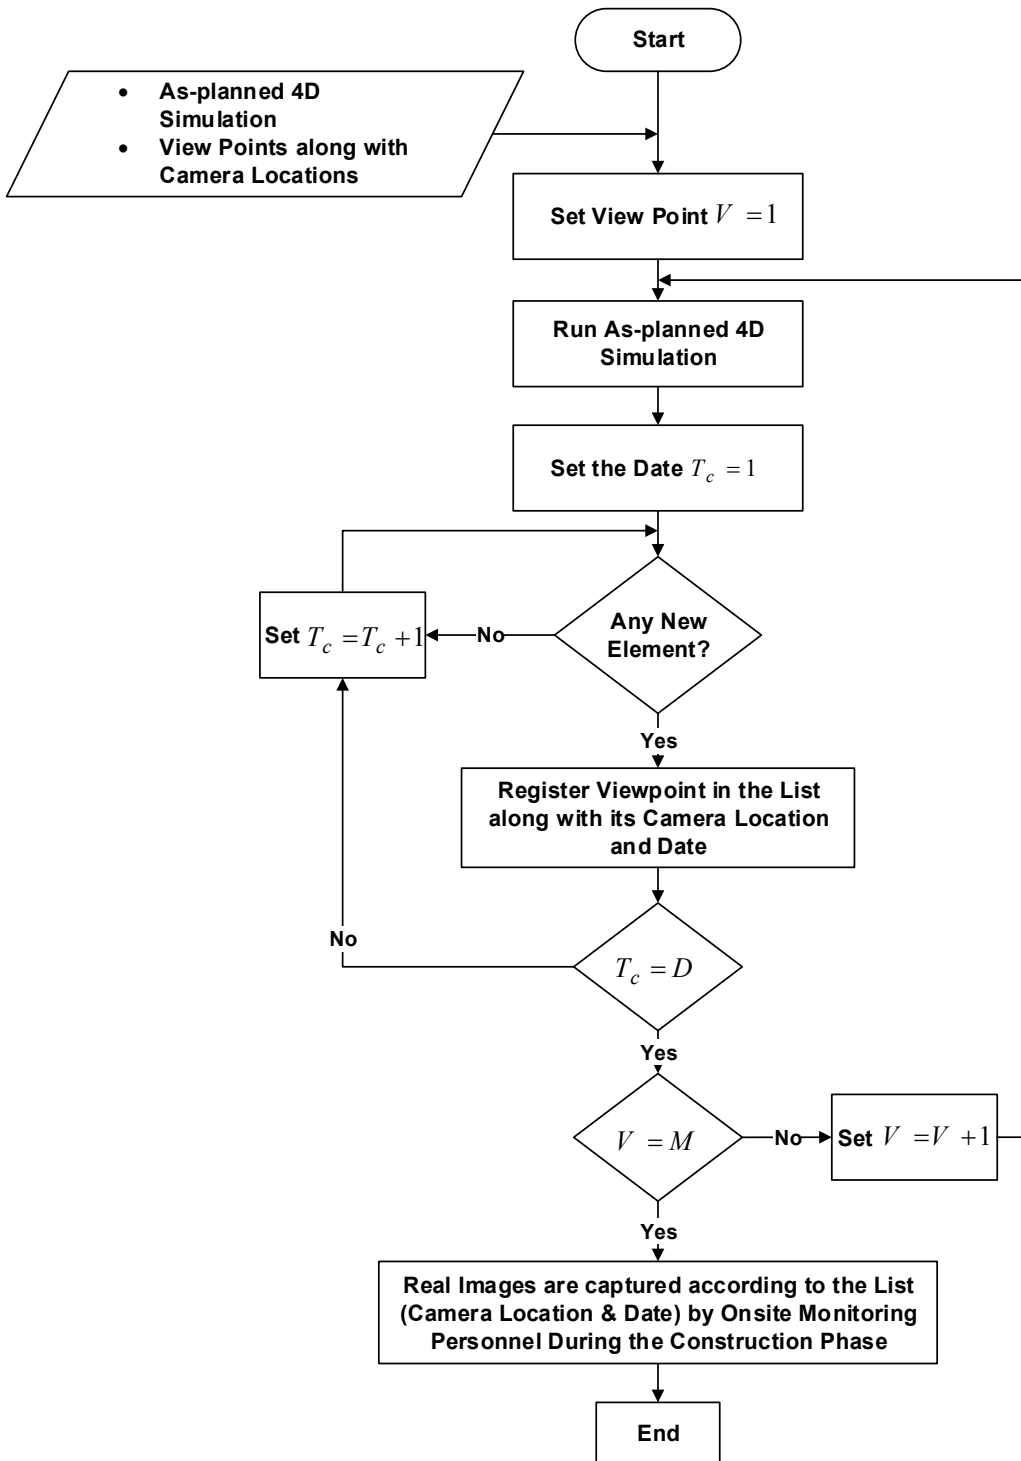 Start
• As-planned 4D
Simulation
• View Points along with
Camera Locations
Set View Point V = 1
Run As-planned 4D
Simulation
Set the Date T_c = 1
Any New
Element?
No
Set T_c = T_c + 1
Yes
Register Viewpoint in the List
along with its Camera Location
and Date
No
T_c = D
Yes
V = M
No
Set V = V + 1
Yes
Real Images are captured according to the List
(Camera Location & Date) by Onsite Monitoring
Personnel During the Construction Phase
End